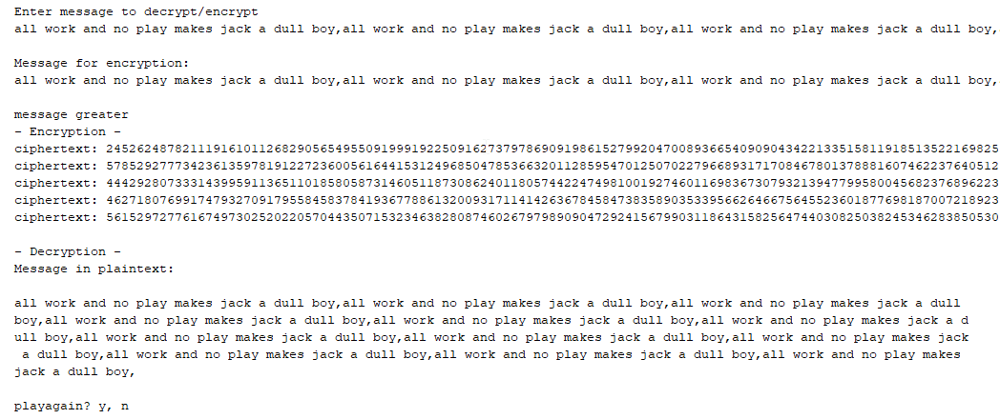 Enter message to decrypt/encrypt
all work and no play makes jack a dull boy,all work and no play makes jack a dull boy,all work and no play makes jack a dull boy,
Message for encryption:
all work and no play makes jack a dull boy,all work and no play makes jack a dull boy,all work and no play makes jack a dull boy,
message greater
- Encryption -
ciphertext: 245262487821119161011268290565495509199919225091627379786909198615279920470089366540909043422133515811918513522169825
ciphertext: 578529277734236135978191227236005616441531249685047853663201128595470125070227966893171708467801378881607462237640512
ciphertext: 444292807333143995911365110185805873146051187308624011805744224749810019274601169836730793213947799580045682376896223
ciphertext: 462718076991747932709179558458378419367788613200931711414263678458473835890353395662646675645523601877698187007218923
ciphertext: 561529727761674973025202205704435071532346382808746026797989090472924156799031186431582564744030825038245346283850530
- Decryption -
Message in plaintext:
all work and no play makes jack a dull boy,all work and no play makes jack a dull boy,all work and no play makes jack a dull
boy,all work and no play makes jack a dull boy,all work and no play makes jack a dull boy,all work and no play makes jack a d
ull boy,all work and no play makes jack a dull boy,all work and no play makes jack a dull boy,all work and no play makes jack
 a dull boy,all work and no play makes jack a dull boy,all work and no play makes jack a dull boy,all work and no play makes
jack a dull boy,
playagain? y, n